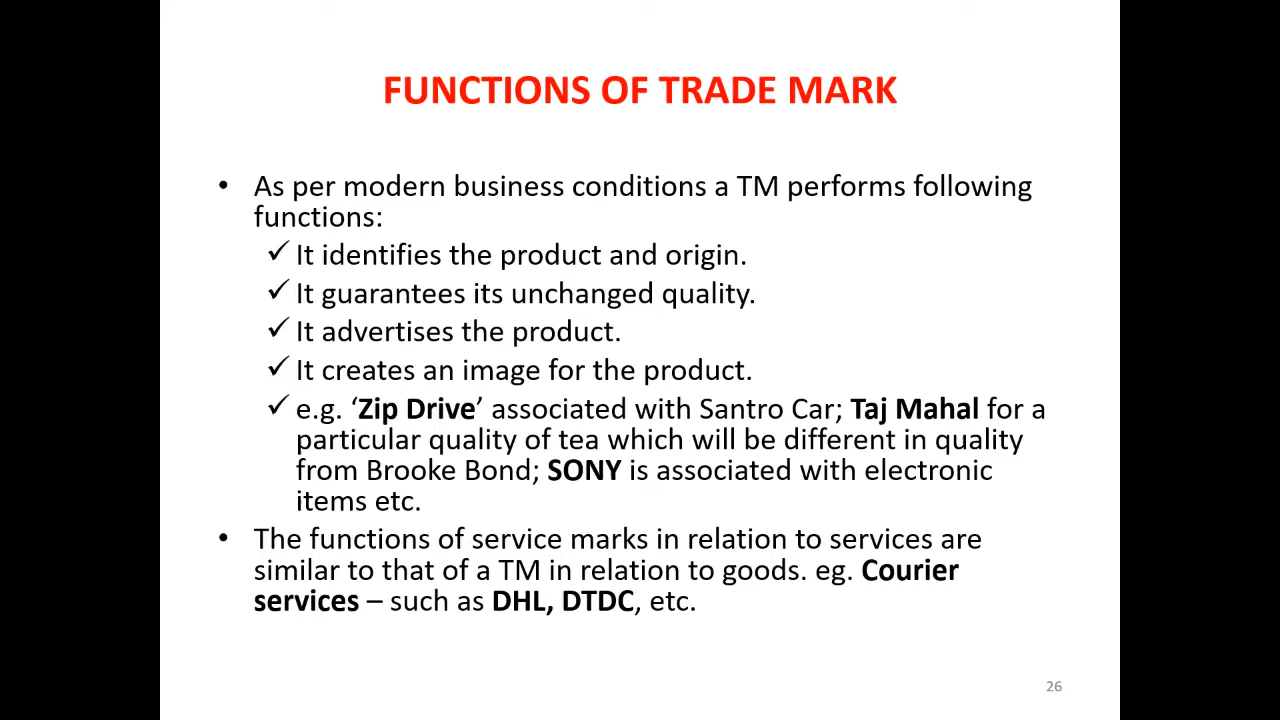 FUNCTIONS OF TRADE MARK
• As per modern business conditions a TM performs following
functions:
✓ It identifies the product and origin.
✓ It guarantees its unchanged quality.
✓ It advertises the product.
✓ It creates an image for the product.
✓ e.g. ‘Zip Drive’ associated with Santro Car; Taj Mahal for a
particular quality of tea which will be different in quality
from Brooke Bond; SONY is associated with electronic
items etc.
• The functions of service marks in relation to services are
similar to that of a TM in relation to goods. eg. Courier
services – such as DHL, DTDC, etc.
26